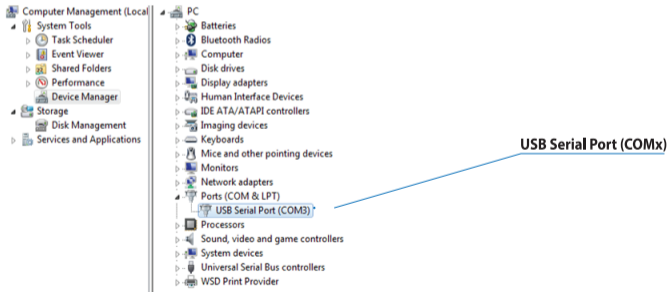 Computer Management (Local
System Tools
Task Scheduler
Event Viewer
Shared Folders
Performance
Device Manager
Storage
Disk Management
Services and Applications
PC
Batteries
Bluetooth Radios
Computer
Disk drives
Display adapters
Human Interface Devices
IDE ATA/ATAPI controllers
Imaging devices
Keyboards
Mice and other pointing devices
Monitors
Network adapters
Ports (COM & LPT)
USB Serial Port (COM3)
Processors
Sound, video and game controllers
System devices
Universal Serial Bus controllers
WSD Print Provider
USB Serial Port (COMx)